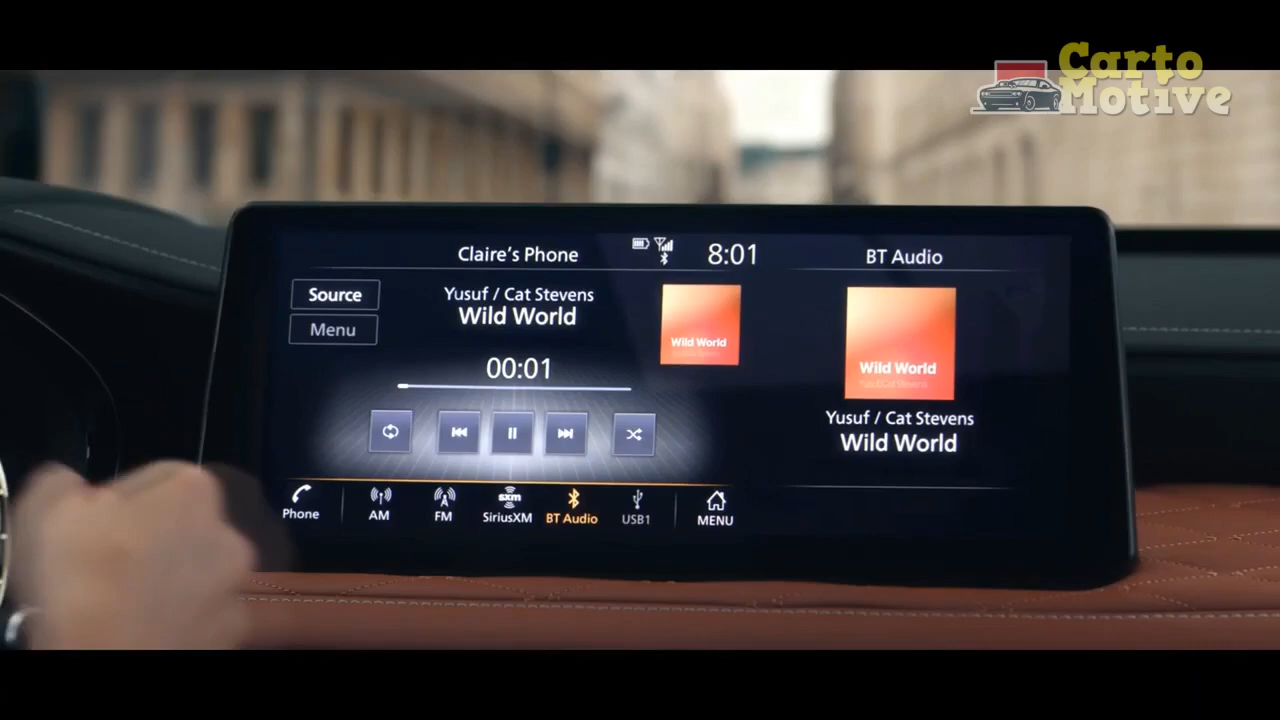 Carto
Motive
Claire's Phone
8:01
BT Audio
Source
Menu
Yusuf / Cat Stevens
Wild World
00:01
Wild World
Wild World
Yusuf / Cat Stevens
Wild World
Phone
AM
FM
sxm
SiriusXM
BT Audio
USB1
MENU